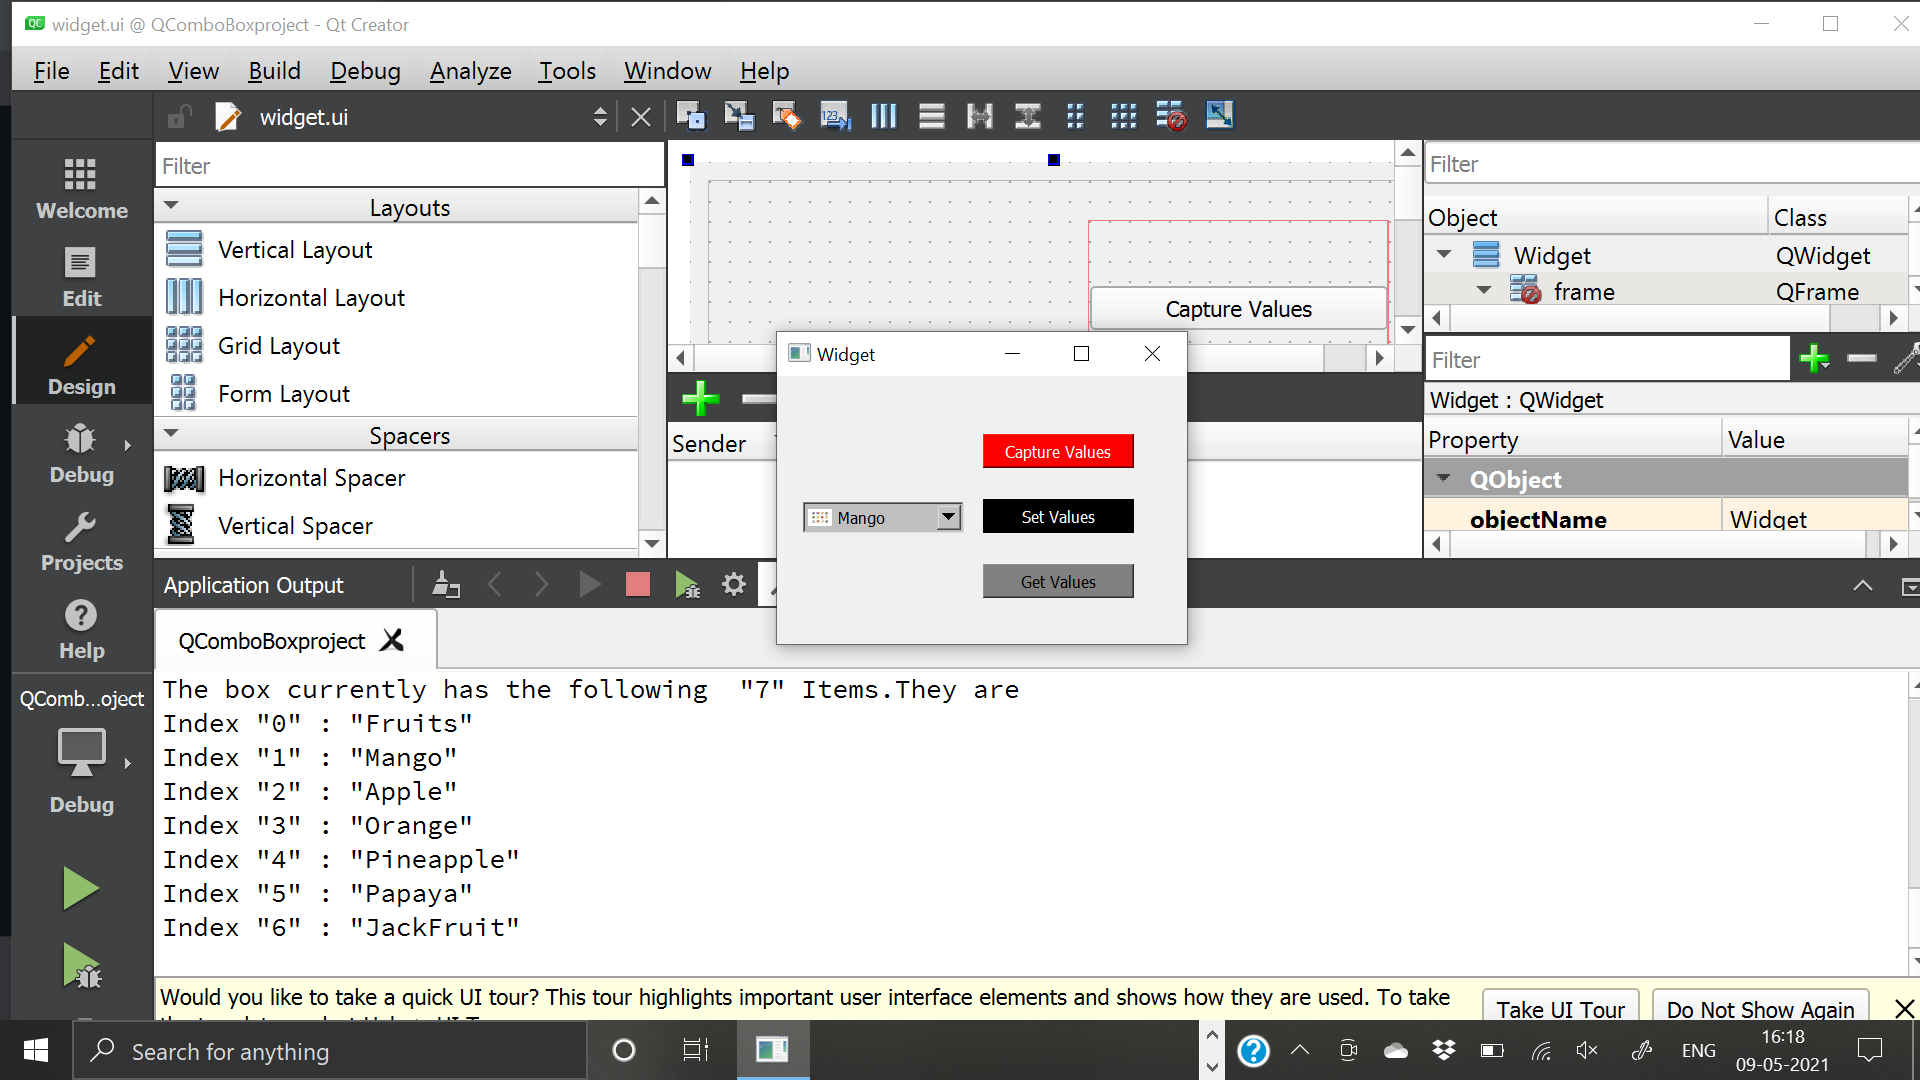 QC widget.ui @ QComboBoxproject - Qt Creator
File Edit View Build Debug Analyze Tools Window Help
widget.ui
Filter
Layouts
Vertical Layout
Horizontal Layout
Grid Layout
Form Layout
Spacers
Horizontal Spacer
Vertical Spacer
Welcome
Edit
Design
Debug
Projects
Help
QComb...oject
Debug
Capture Values
Sender
Filter
Object Class
Widget QWidget
frame QFrame
Filter
Widget : QWidget
Property Value
QObject
objectName Widget
Widget
Capture Values
Mango
Set Values
Get Values
Application Output
QComboBoxproject
The box currently has the following  "7" Items.They are
Index "0" : "Fruits"
Index "1" : "Mango"
Index "2" : "Apple"
Index "3" : "Orange"
Index "4" : "Pineapple"
Index "5" : "Papaya"
Index "6" : "JackFruit"
Would you like to take a quick UI tour? This tour highlights important user interface elements and shows how they are used. To take
Take UI Tour Do Not Show Again
Search for anything
ENG
16:18
09-05-2021